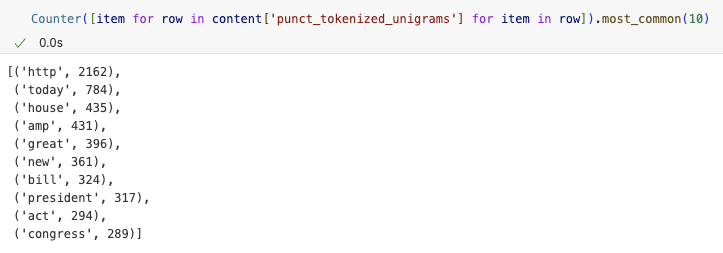 Counter([item for row in content['punct_tokenized_unigrams'] for item in row]).most_common(10)
✓ 0.0s
[('http', 2162),
('today', 784),
('house', 435),
('amp', 431),
('great', 396),
('new', 361),
('bill', 324),
('president', 317),
('act', 294),
('congress', 289)]